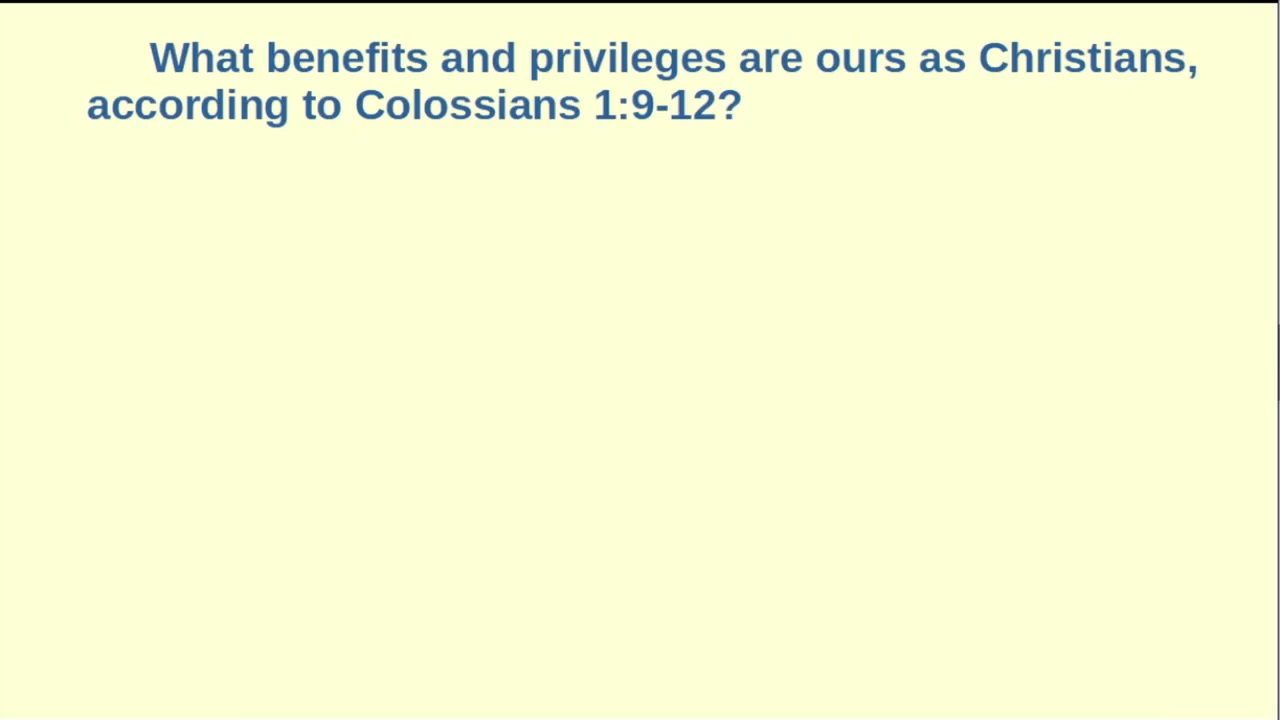 What benefits and privileges are ours as Christians,
according to Colossians 1:9-12?